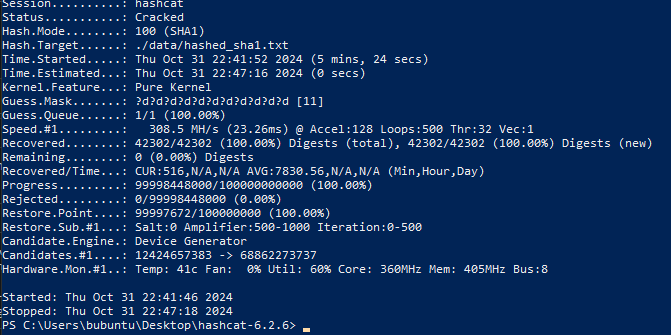 Session..........: hashcat
Status...........: Cracked
Hash.Mode........: 100 (SHA1)
Hash.Target......: ./data/hashed_sha1.txt
Time.Started.....: Thu Oct 31 22:41:52 2024 (5 mins, 24 secs)
Time.Estimated...: Thu Oct 31 22:47:16 2024 (0 secs)
Kernel.Feature...: Pure Kernel
Guess.Mask.......: ?d?d?d?d?d?d?d?d?d?d?d [11]
Guess.Queue......: 1/1 (100.00%)
Speed.#1.........:   308.5 MH/s (23.26ms) @ Accel:128 Loops:500 Thr:32 Vec:1
Recovered........: 42302/42302 (100.00%) Digests (total), 42302/42302 (100.00%) Digests (new)
Remaining........: 0 (0.00%) Digests
Recovered/Time...: CUR:516,N/A,N/A AVG:7830.56,N/A,N/A (Min,Hour,Day)
Progress.........: 99998448000/100000000000 (100.00%)
Rejected.........: 0/99998448000 (0.00%)
Restore.Point....: 99997672/100000000 (100.00%)
Restore.Sub.#1...: Salt:0 Amplifier:500-1000 Iteration:0-500
Candidate.Engine.: Device Generator
Candidates.#1....: 12424657383 -> 68862273737
Hardware.Mon.#1..: Temp: 41c Fan:  0% Util: 60% Core: 360MHz Mem: 405MHz Bus:8
Started: Thu Oct 31 22:41:46 2024
Stopped: Thu Oct 31 22:47:18 2024
PS C:\Users\bubuntu\Desktop\hashcat-6.2.6>